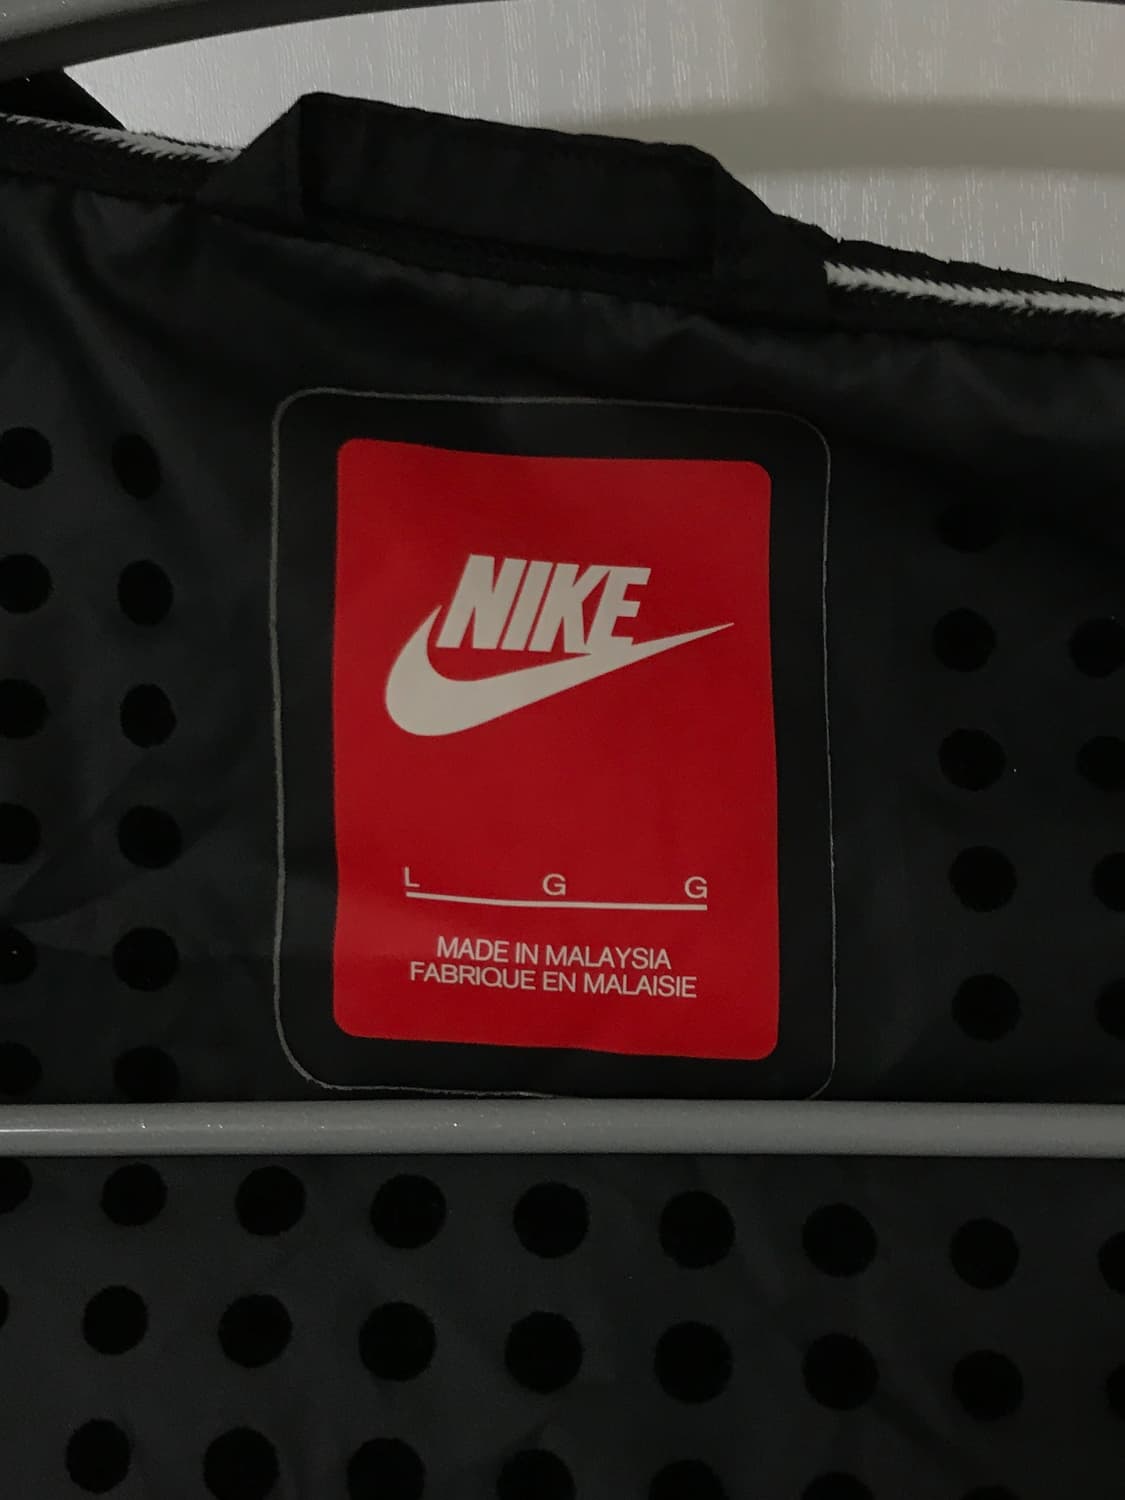 NIKE
L G G
MADE IN MALAYSIA
FABRIQUE EN MALAISIE